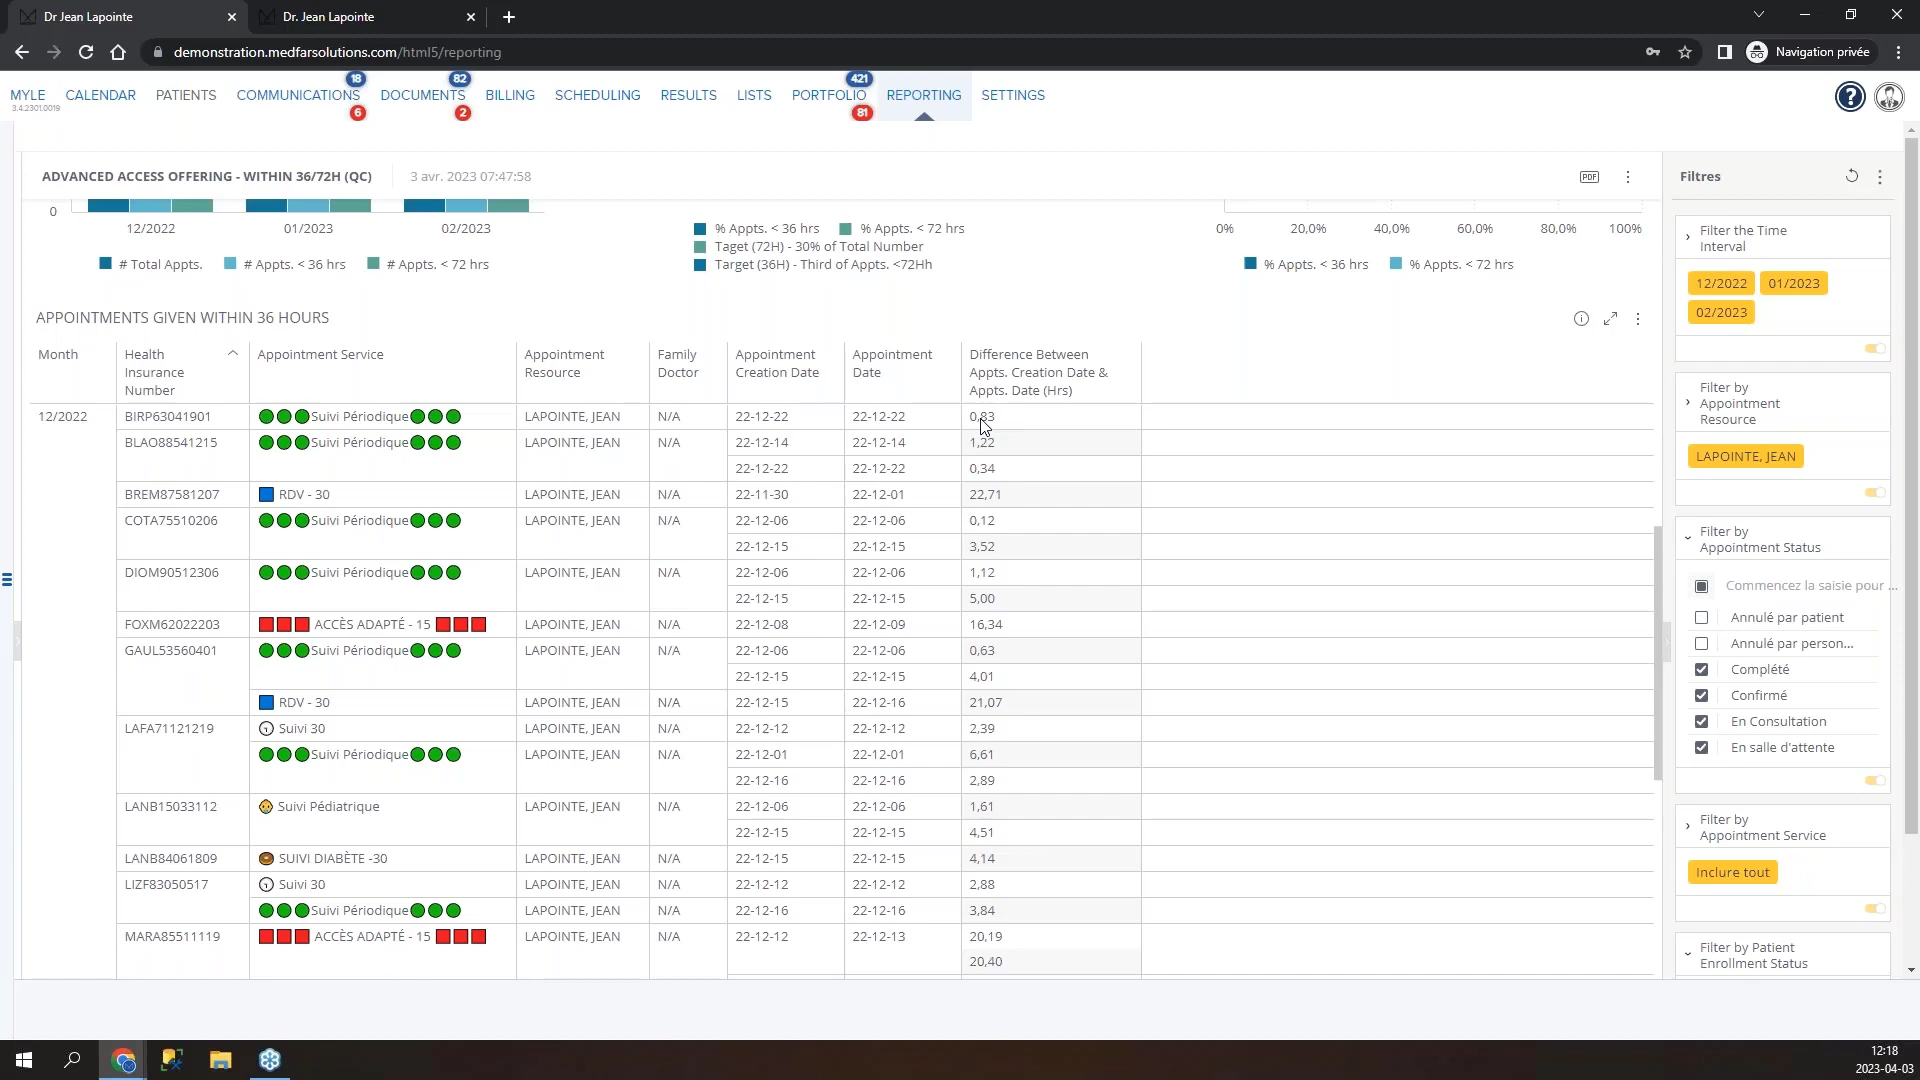 Dr Jean Lapointe
Dr. Jean Lapointe
demonstration.medfarsolutions.com/html5/reporting
Navigation privée
18 82 421
MYLE CALENDAR PATIENTS COMMUNICATIONS DOCUMENTS BILLING SCHEDULING RESULTS LISTS PORTFOLIO REPORTING SETTINGS
3.4.2301.0019
6 2 81
?
ADVANCED ACCESS OFFERING - WITHIN 36/72H (QC) 3 avr. 2023 07:47:58
PDF
0
12/2022 01/2023 02/2023
# Total Appts. # Appts. < 36 hrs # Appts. < 72 hrs
% Appts. < 36 hrs % Appts. < 72 hrs
Taget (72H) - 30% of Total Number
Target (36H) - Third of Appts. <72Hh
0% 20,0% 40,0% 60,0% 80,0% 100%
% Appts. < 36 hrs % Appts. < 72 hrs
APPOINTMENTS GIVEN WITHIN 36 HOURS
Month
Health
Insurance
Number
Appointment Service
Appointment
Resource
Family
Doctor
Appointment
Creation Date
Appointment
Date
Difference Between
Appts. Creation Date &
Appts. Date (Hrs)
12/2022 BIRP63041901 Suivi Périodique LAPOINTE, JEAN N/A 22-12-22 22-12-22 0,83
BLAO88541215 Suivi Périodique LAPOINTE, JEAN N/A 22-12-14 22-12-14 1,22
22-12-22 22-12-22 0,34
BREM87581207 RDV - 30 LAPOINTE, JEAN N/A 22-11-30 22-12-01 22,71
COTA75510206 Suivi Périodique LAPOINTE, JEAN N/A 22-12-06 22-12-06 0,12
22-12-15 22-12-15 3,52
DIOM90512306 Suivi Périodique LAPOINTE, JEAN N/A 22-12-06 22-12-06 1,12
22-12-15 22-12-15 5,00
FOXM62022203 ACCÈS ADAPTÉ - 15 LAPOINTE, JEAN N/A 22-12-08 22-12-09 16,34
GAUL53560401 Suivi Périodique LAPOINTE, JEAN N/A 22-12-06 22-12-06 0,63
22-12-15 22-12-15 4,01
RDV - 30 LAPOINTE, JEAN N/A 22-12-15 22-12-16 21,07
LAFA71121219 Suivi 30 LAPOINTE, JEAN N/A 22-12-12 22-12-12 2,39
Suivi Périodique LAPOINTE, JEAN N/A 22-12-01 22-12-01 6,61
22-12-16 22-12-16 2,89
LANB15033112 Suivi Pédiatrique LAPOINTE, JEAN N/A 22-12-06 22-12-06 1,61
22-12-15 22-12-15 4,51
LANB84061809 SUIVI DIABÈTE -30 LAPOINTE, JEAN N/A 22-12-15 22-12-15 4,14
LIZF83050517 Suivi 30 LAPOINTE, JEAN N/A 22-12-12 22-12-12 2,88
Suivi Périodique LAPOINTE, JEAN N/A 22-12-16 22-12-16 3,84
MARA85511119 ACCÈS ADAPTÉ - 15 LAPOINTE, JEAN N/A 22-12-12 22-12-13 20,19
20,40
Filtres
Filter the Time
Interval
12/2022 01/2023
02/2023
Filter by
Appointment
Resource
LAPOINTE, JEAN
Filter by
Appointment Status
Commencez la saisie pour ...
Annulé par patient
Annulé par person...
Complété
Confirmé
En Consultation
En salle d'attente
Filter by
Appointment Service
Inclure tout
Filter by Patient
Enrollment Status
12:18
2023-04-03